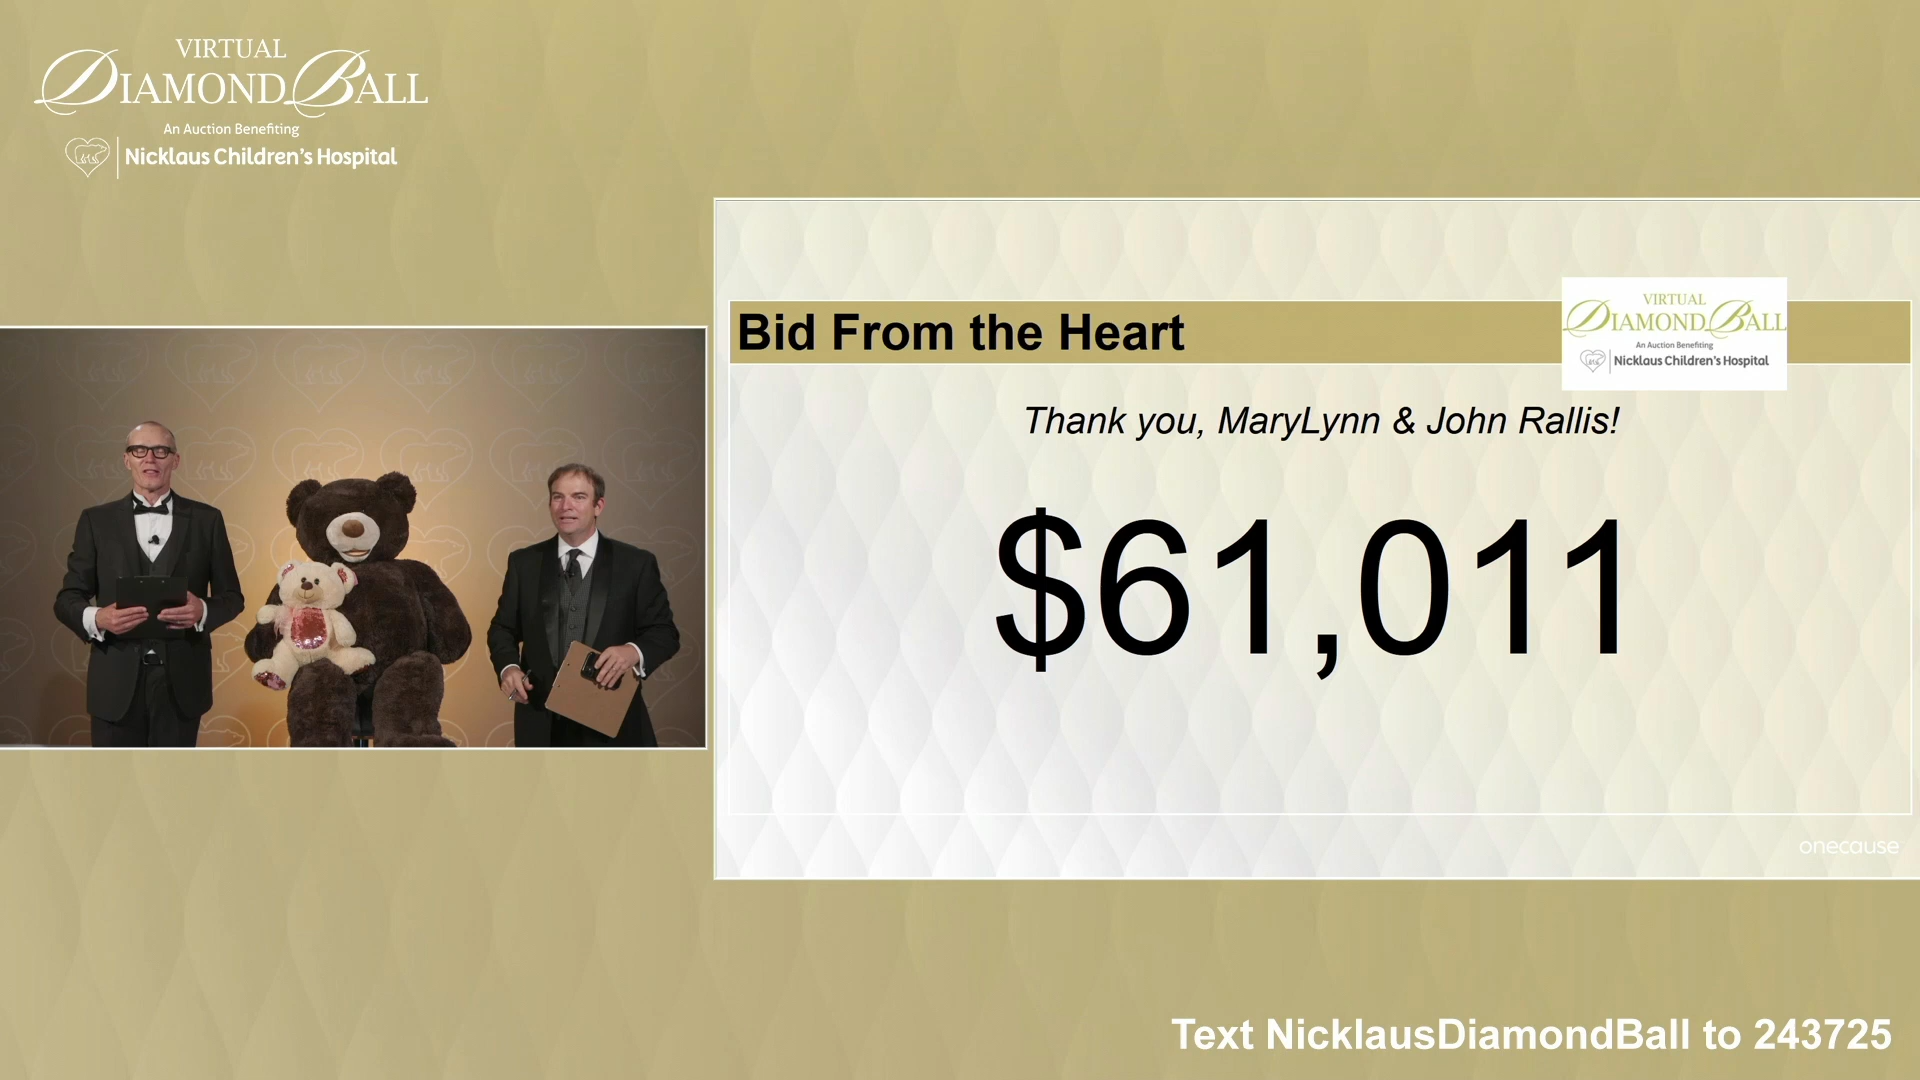 VIRTUAL
DIAMOND BALL
An Auction Benefiting
Nicklaus Children's Hospital
Bid From the Heart
VIRTUAL
DIAMOND BALL
An Auction Benefiting
Nicklaus Children's Hospital
Thank you, MaryLynn & John Rallis!
$61,011
onecause
Text NicklausDiamondBall to 243725